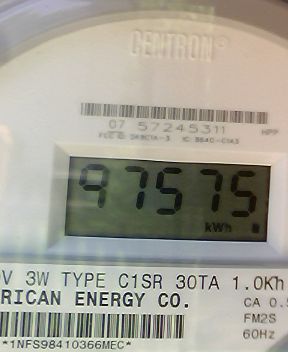 CENTRON®
07 57245311 HPP
97575
kWh
V 3W TYPE C1SR 30TA 1.0Kh
RICAN ENERGY CO.
CA 0.5
FM2S
60Hz
*1NFS98410366MEC*